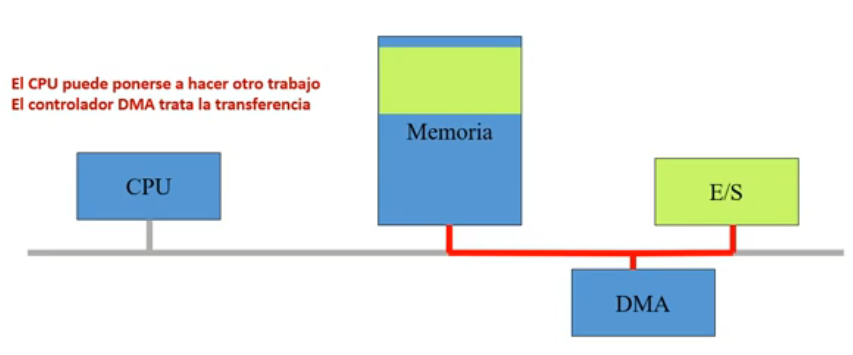 El CPU puede ponerse a hacer otro trabajo
El controlador DMA trata la transferencia
Memoria
CPU
E/S
DMA